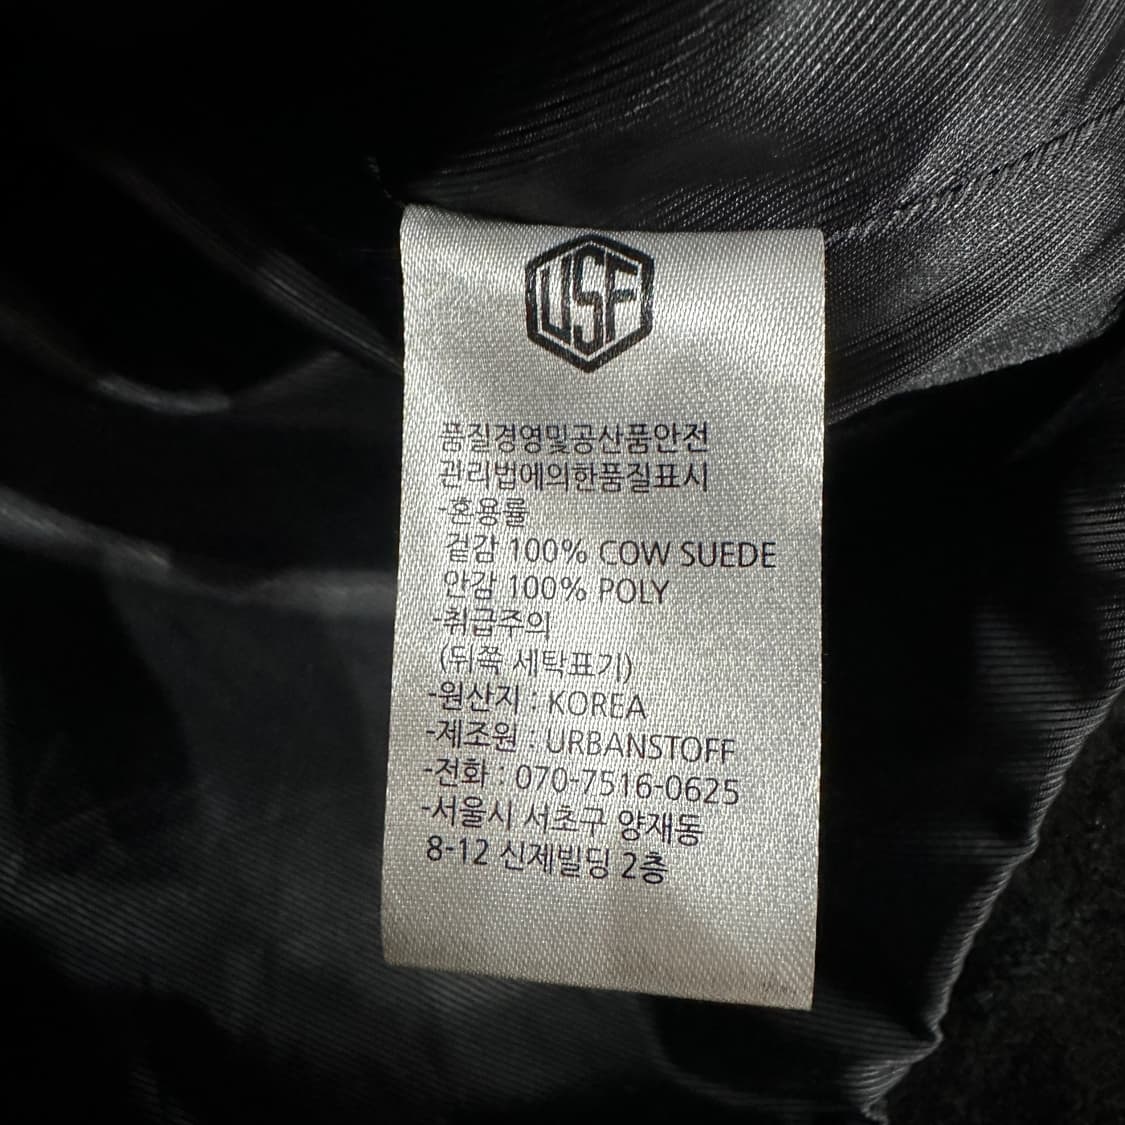 USF
품질경영및공산품안전
관리법에의한품질표시
-혼용률
겉감 100% COW SUEDE
안감 100% POLY
-취급주의
(뒤쪽 세탁표기)
-원산지 : KOREA
-제조원 : URBANSTOFF
-전화 : 070-7516-0625
-서울시 서초구 양재동
8-12 신제빌딩 2층